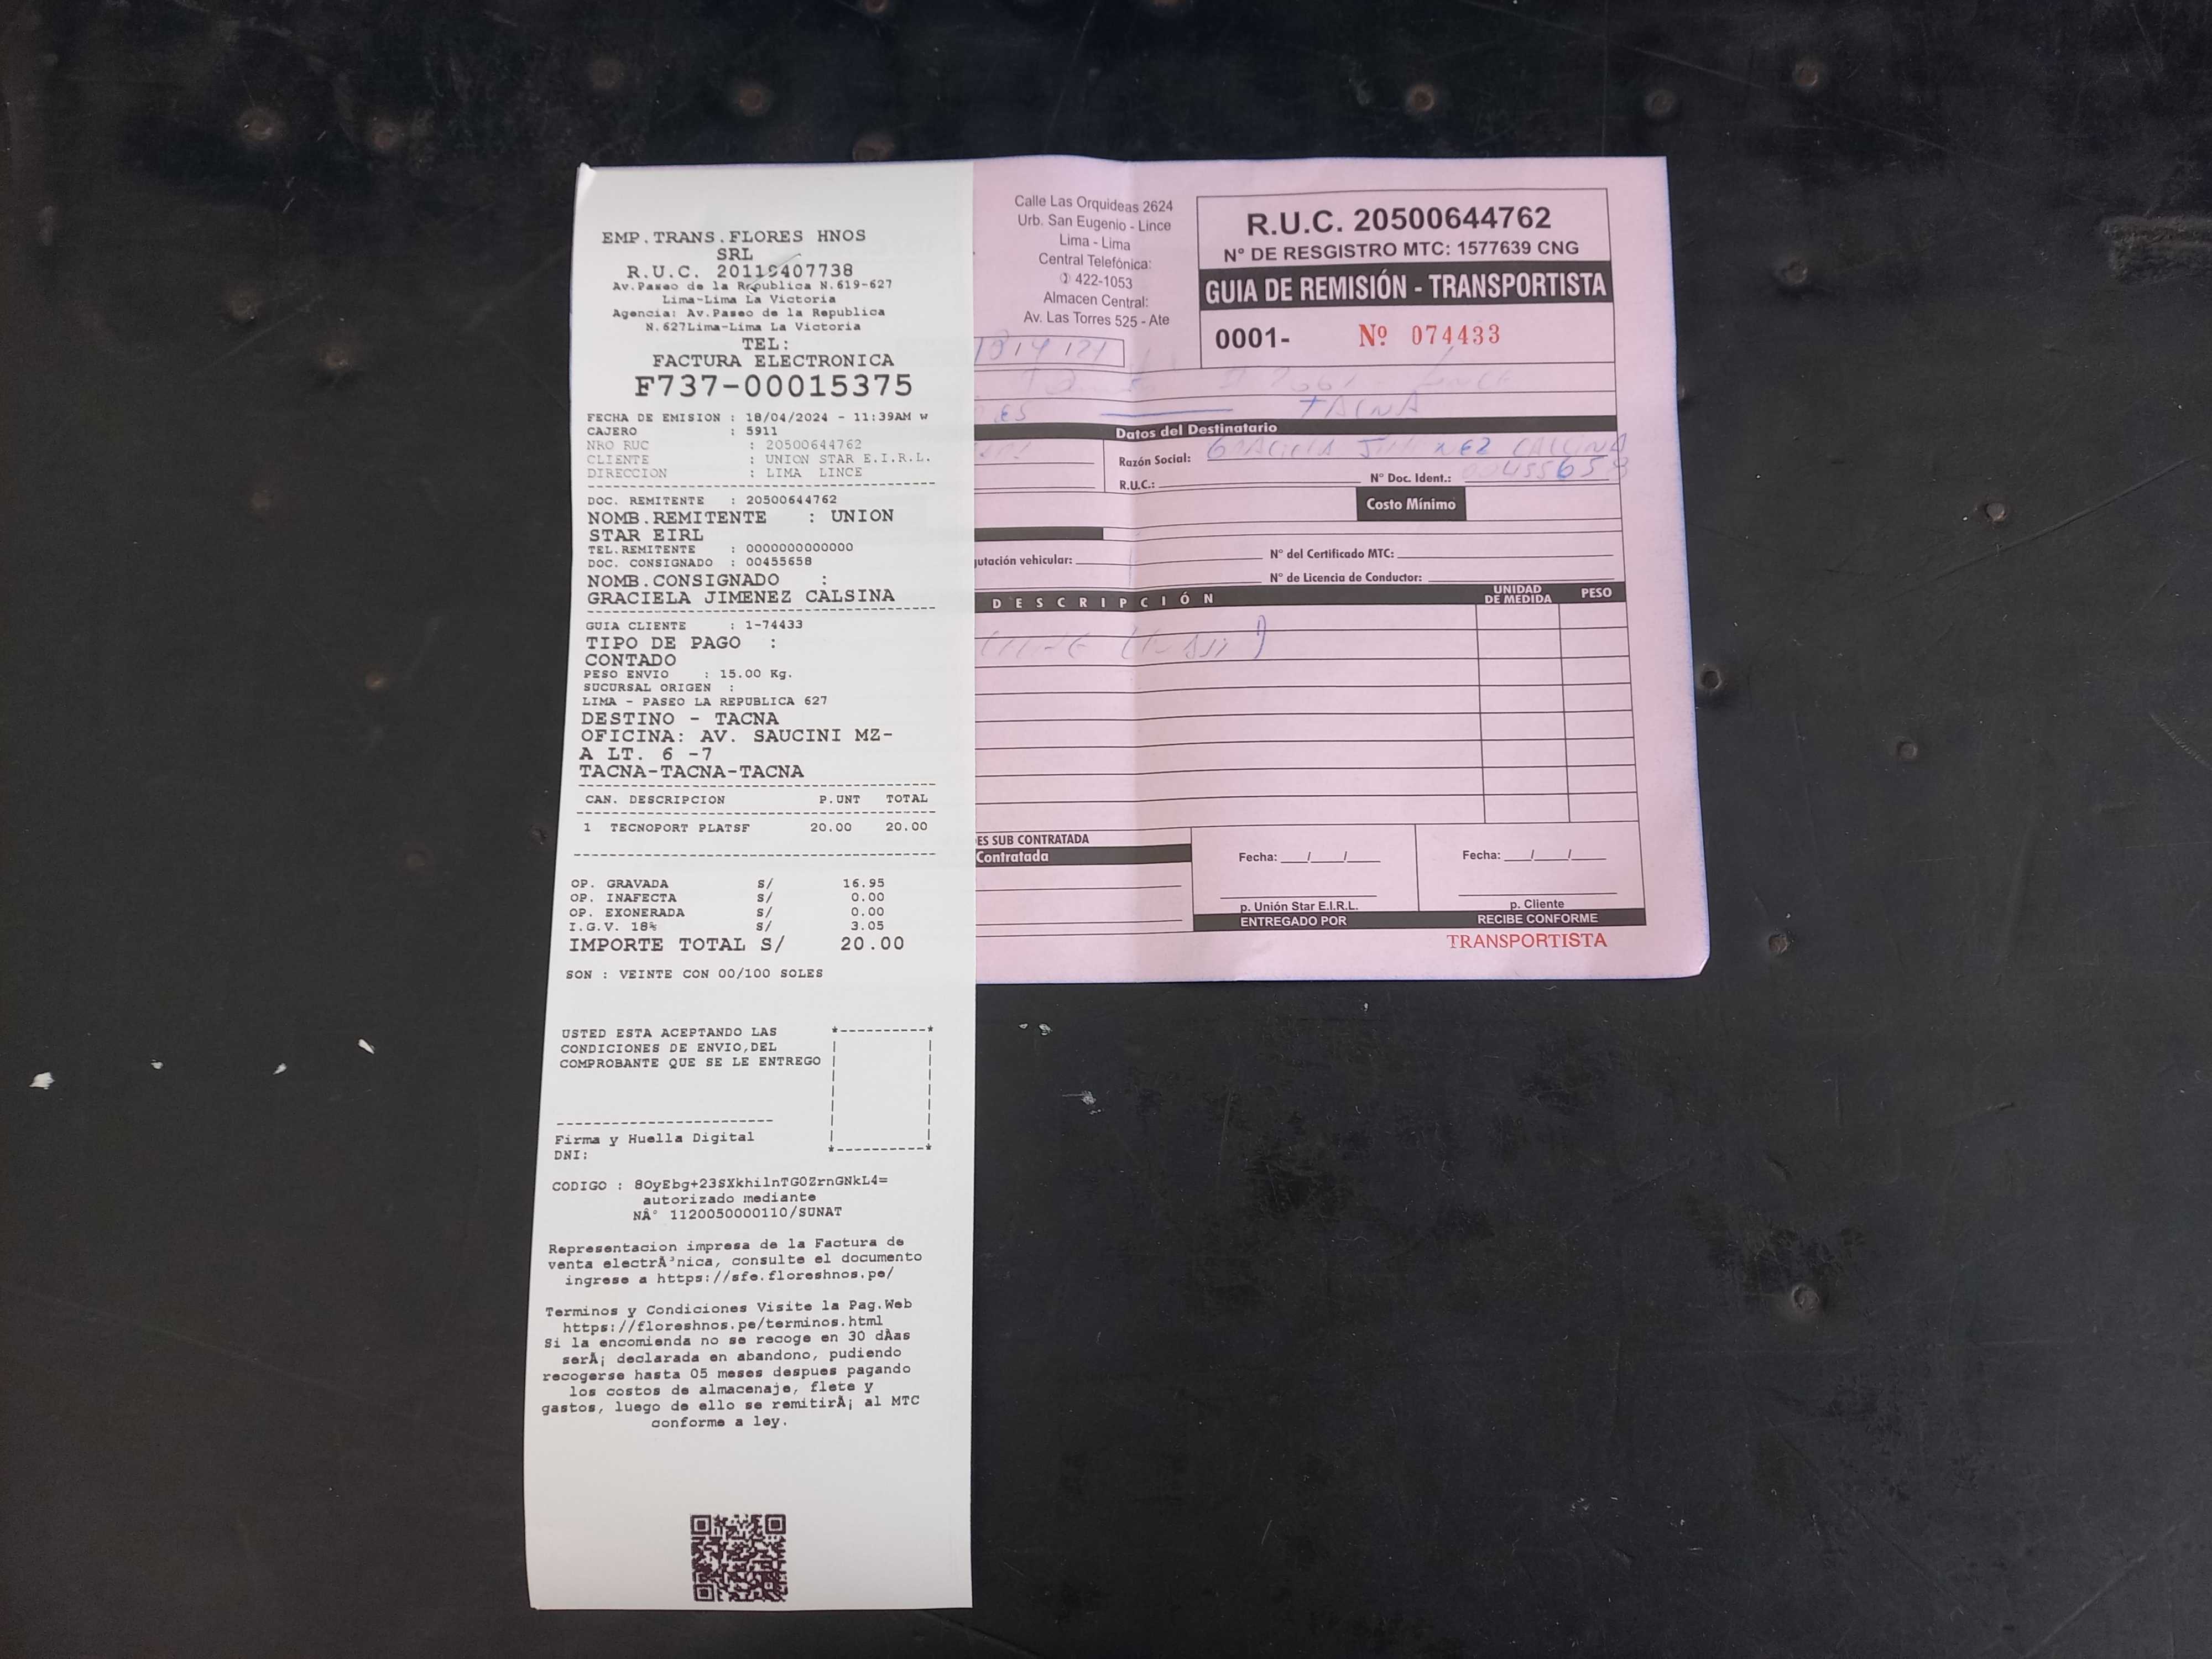 EMP.TRANS.FLORES HNOS
SRL
R.U.C. 20119407738
Av.Paseo de la Republica N.619-627
Lima-Lima La Victoria
Agencia: Av.Paseo de la Republica
N.627Lima-Lima La Victoria
TEL:
FACTURA ELECTRONICA
F737-00015375
FECHA DE EMISION : 18/04/2024 - 11:39AM w
CAJERO : 5911
NRO RUC : 20500644762
CLIENTE : UNION STAR E.I.R.L.
DIRECCION : LIMA LINCE
DOC. REMITENTE : 20500644762
NOMB.REMITENTE : UNION
STAR EIRL
TEL.REMITENTE : 0000000000000
DOC. CONSIGNADO : 00455658
NOMB.CONSIGNADO :
GRACIELA JIMENEZ CALSINA
GUIA CLIENTE : 1-74433
TIPO DE PAGO :
CONTADO
PESO ENVIO : 15.00 Kg.
SUCURSAL ORIGEN :
LIMA - PASEO LA REPUBLICA 627
DESTINO - TACNA
OFICINA: AV. SAUCINI MZ-
A LT. 6 -7
TACNA-TACNA-TACNA
CAN. DESCRIPCION P.UNT TOTAL
1 TECNOPORT PLATSF 20.00 20.00
OP. GRAVADA S/ 16.95
OP. INAFECTA S/ 0.00
OP. EXONERADA S/ 0.00
I.G.V. 18% S/ 3.05
IMPORTE TOTAL S/ 20.00
SON : VEINTE CON 00/100 SOLES
USTED ESTA ACEPTANDO LAS
CONDICIONES DE ENVIO,DEL
COMPROBANTE QUE SE LE ENTREGO
Firma y Huella Digital
DNI:
CODIGO : 8OyEbg+23SXkhilnTG0ZrnGNkL4=
autorizado mediante
NÂ° 1120050000110/SUNAT
Representacion impresa de la Factura de
venta electrÃ³nica, consulte el documento
ingrese a https://sfe.floreshnos.pe/
Terminos y Condiciones Visite la Pag.Web
https://floreshnos.pe/terminos.html
Si la encomienda no se recoge en 30 dÃas
serÃ¡ declarada en abandono, pudiendo
recogerse hasta 05 meses despues pagando
los costos de almacenaje, flete y
gastos, luego de ello se remitirÃ¡ al MTC
conforme a ley.
Calle Las Orquideas 2624
Urb. San Eugenio - Lince
Lima - Lima
Central Telefónica:
422-1053
Almacen Central:
Av. Las Torres 525 - Ate
R.U.C. 20500644762
N° DE RESGISTRO MTC: 1577639 CNG
GUIA DE REMISIÓN - TRANSPORTISTA
0001- Nº 074433
TACNA
Datos del Destinatario
Razón Social: GRACIELA JIMENEZ CALCINA
R.U.C.: N° Doc. Ident.: 00455658
Costo Mínimo
utación vehicular: N° del Certificado MTC:
N° de Licencia de Conductor:
DESCRIPCIÓN UNIDAD DE MEDIDA PESO
ES SUB CONTRATADA
Contratada
Fecha: __/__/__ Fecha: __/__/__
p. Unión Star E.I.R.L. p. Cliente
ENTREGADO POR RECIBE CONFORME
TRANSPORTISTA